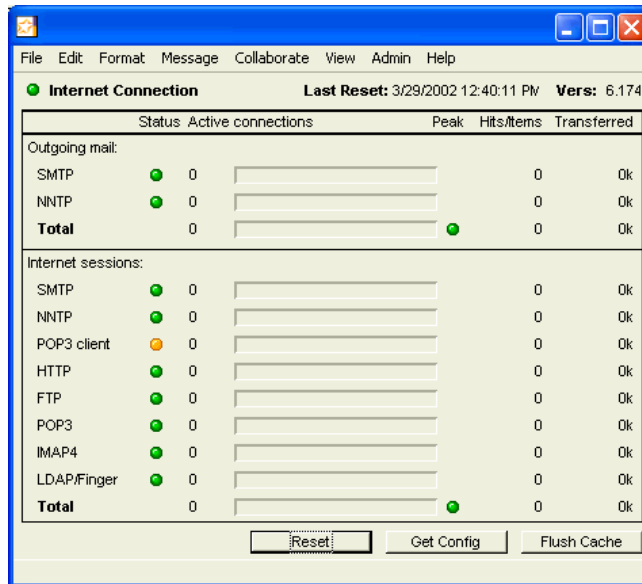 File Edit Format Message Collaborate View Admin Help
Internet Connection Last Reset: 3/29/2002 12:40:11 PM Vers: 6.174
Status Active connections Peak Hits/Items Transferred
Outgoing mail:
SMTP 0 0 0k
NNTP 0 0 0k
Total 0 0 0k
Internet sessions:
SMTP 0 0 0k
NNTP 0 0 0k
POP3 client 0 0 0k
HTTP 0 0 0k
FTP 0 0 0k
POP3 0 0 0k
IMAP4 0 0 0k
LDAP/Finger 0 0 0k
Total 0 0 0k
Reset Get Config Flush Cache